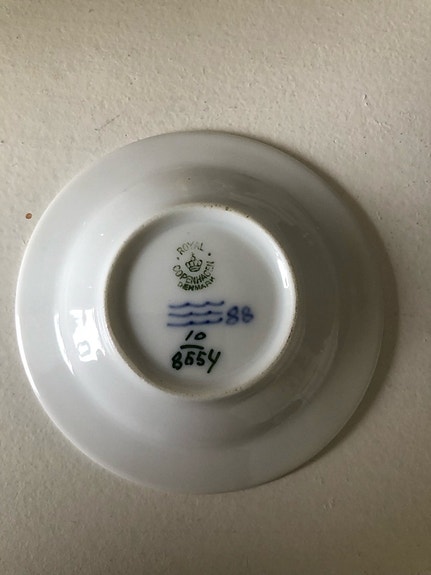 ROYAL
COPENHAGEN
DENMARK
88
10
8554